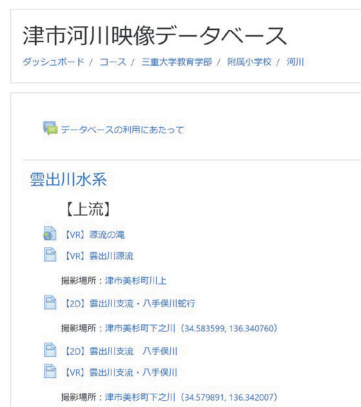 津市河川映像データベース
ダッシュボード / コース / 三重大学教育学部 / 附属小学校 / 河川
データベースの利用にあたって
雲出川水系
【上流】
【VR】源流の滝
【VR】雲出川源流
撮影場所：津市美杉町川上
【2D】雲出川支流・八手俣川蛇行
撮影場所：津市美杉町下之川（34.583599, 136.340760）
【2D】雲出川支流　八手俣川
【VR】雲出川支流・八手俣川
撮影場所：津市美杉町下之川（34.579891, 136.342007）